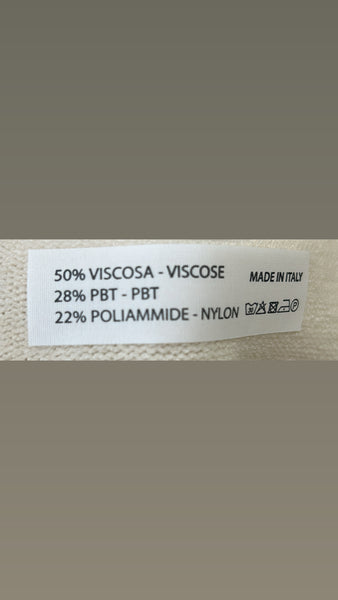 50% VISCOSA - VISCOSE
28% PBT - PBT
22% POLIAMMIDE - NYLON
MADE IN ITALY